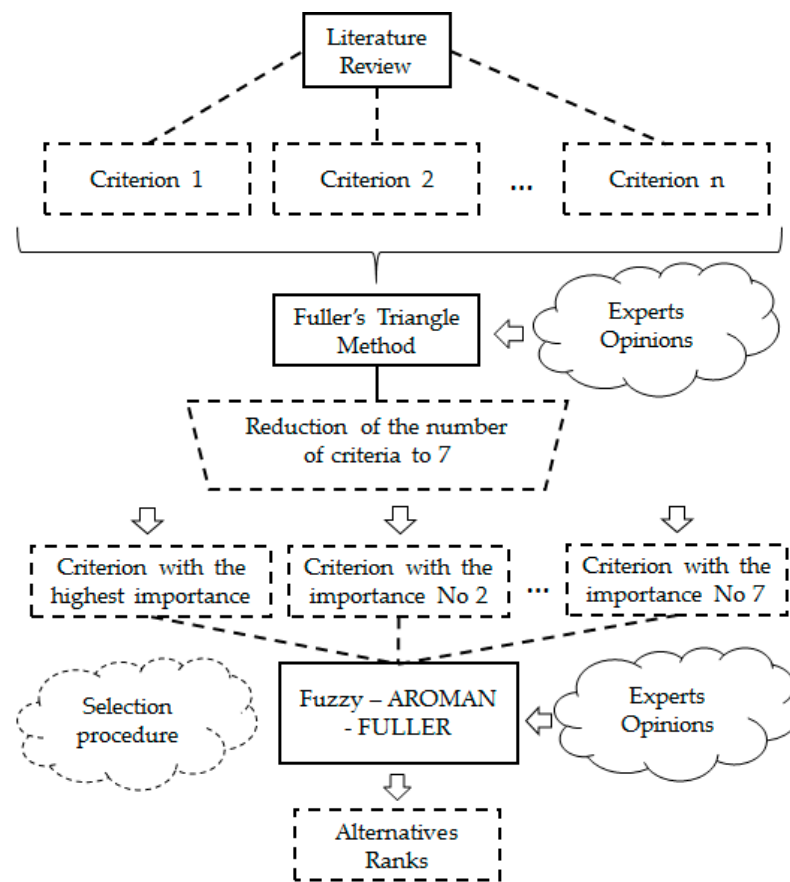 Literature
Review
Criterion 1
Criterion 2
...
Criterion n
Fuller's Triangle
Method
Experts
Opinions
Reduction of the number
of criteria to 7
Criterion with the
highest importance
Criterion with the
importance No 2
...
Criterion with the
importance No 7
Selection
procedure
Fuzzy – AROMAN
- FULLER
Experts
Opinions
Alternatives
Ranks